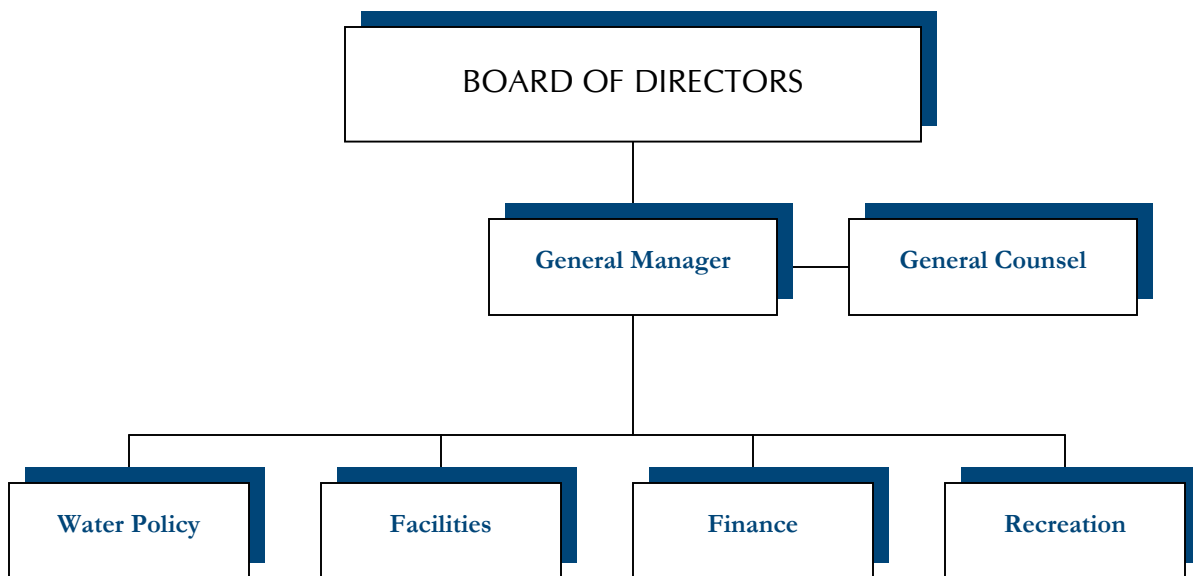 BOARD OF DIRECTORS
General Manager
General Counsel
Water Policy
Facilities
Finance
Recreation